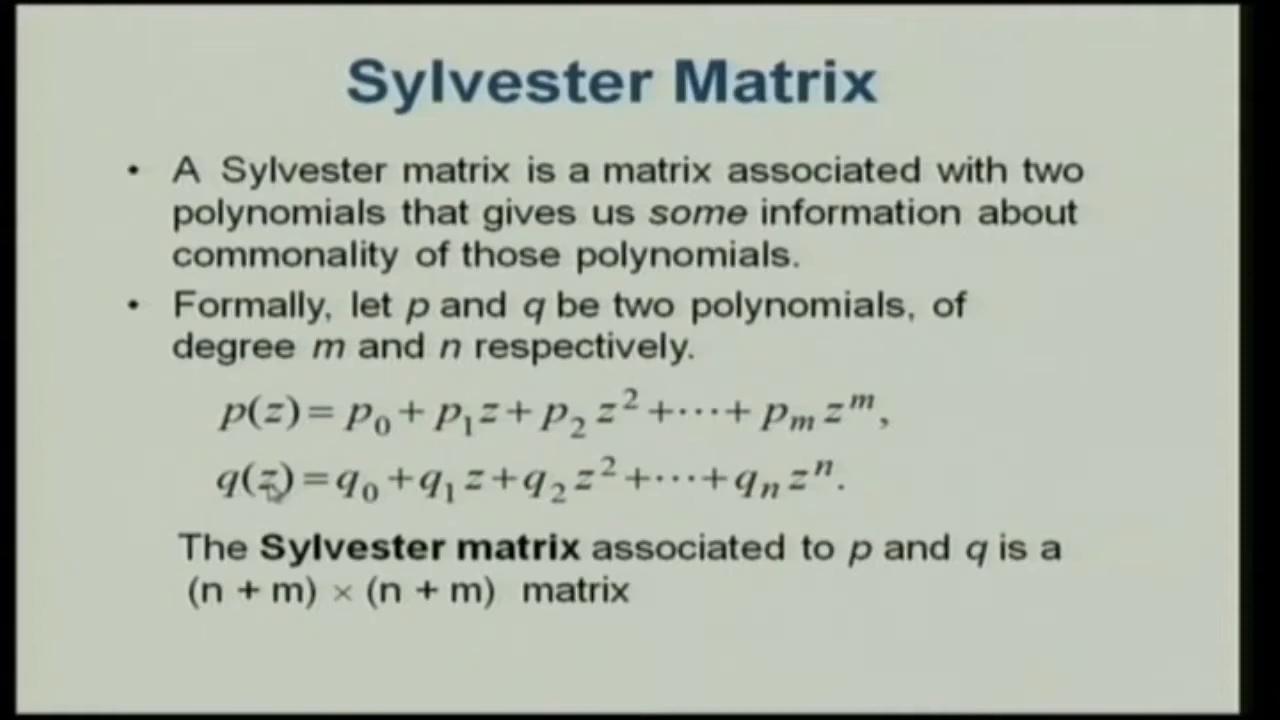 Sylvester Matrix
• A Sylvester matrix is a matrix associated with two
polynomials that gives us some information about
commonality of those polynomials.
• Formally, let p and q be two polynomials, of
degree m and n respectively.
p(z) = p₀ + p₁z + p₂z² + ⋯ + pₘzᵐ,
q(z) = q₀ + q₁z + q₂z² + ⋯ + qₙzⁿ.
The Sylvester matrix associated to p and q is a
(n + m) × (n + m) matrix